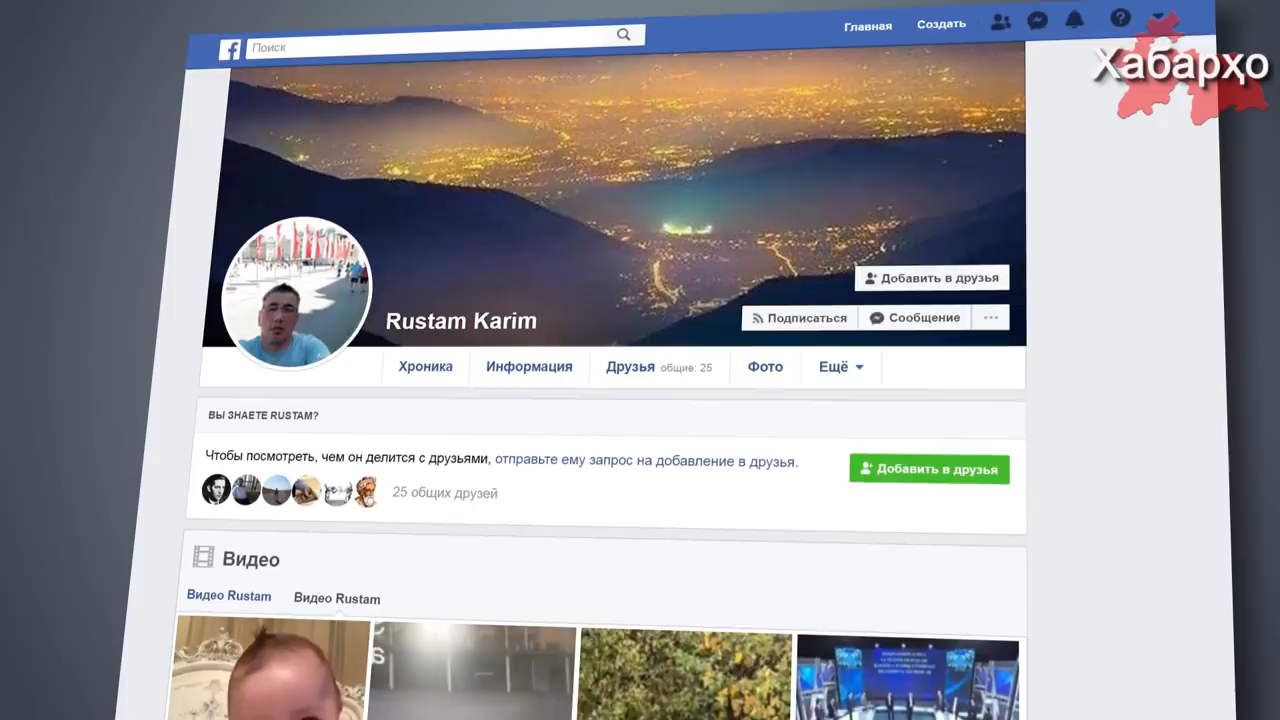 Поиск
Главная
Создать
Хабарҳо
Добавить в друзья
Rustam Karim
Подписаться
Сообщение
Хроника
Информация
Друзья общие: 25
Фото
Ещё
ВЫ ЗНАЕТЕ RUSTAM?
Чтобы посмотреть, чем он делится с друзьями, отправьте ему запрос на добавление в друзья.
Добавить в друзья
25 общих друзей
Видео
Видео Rustam
Видео Rustam